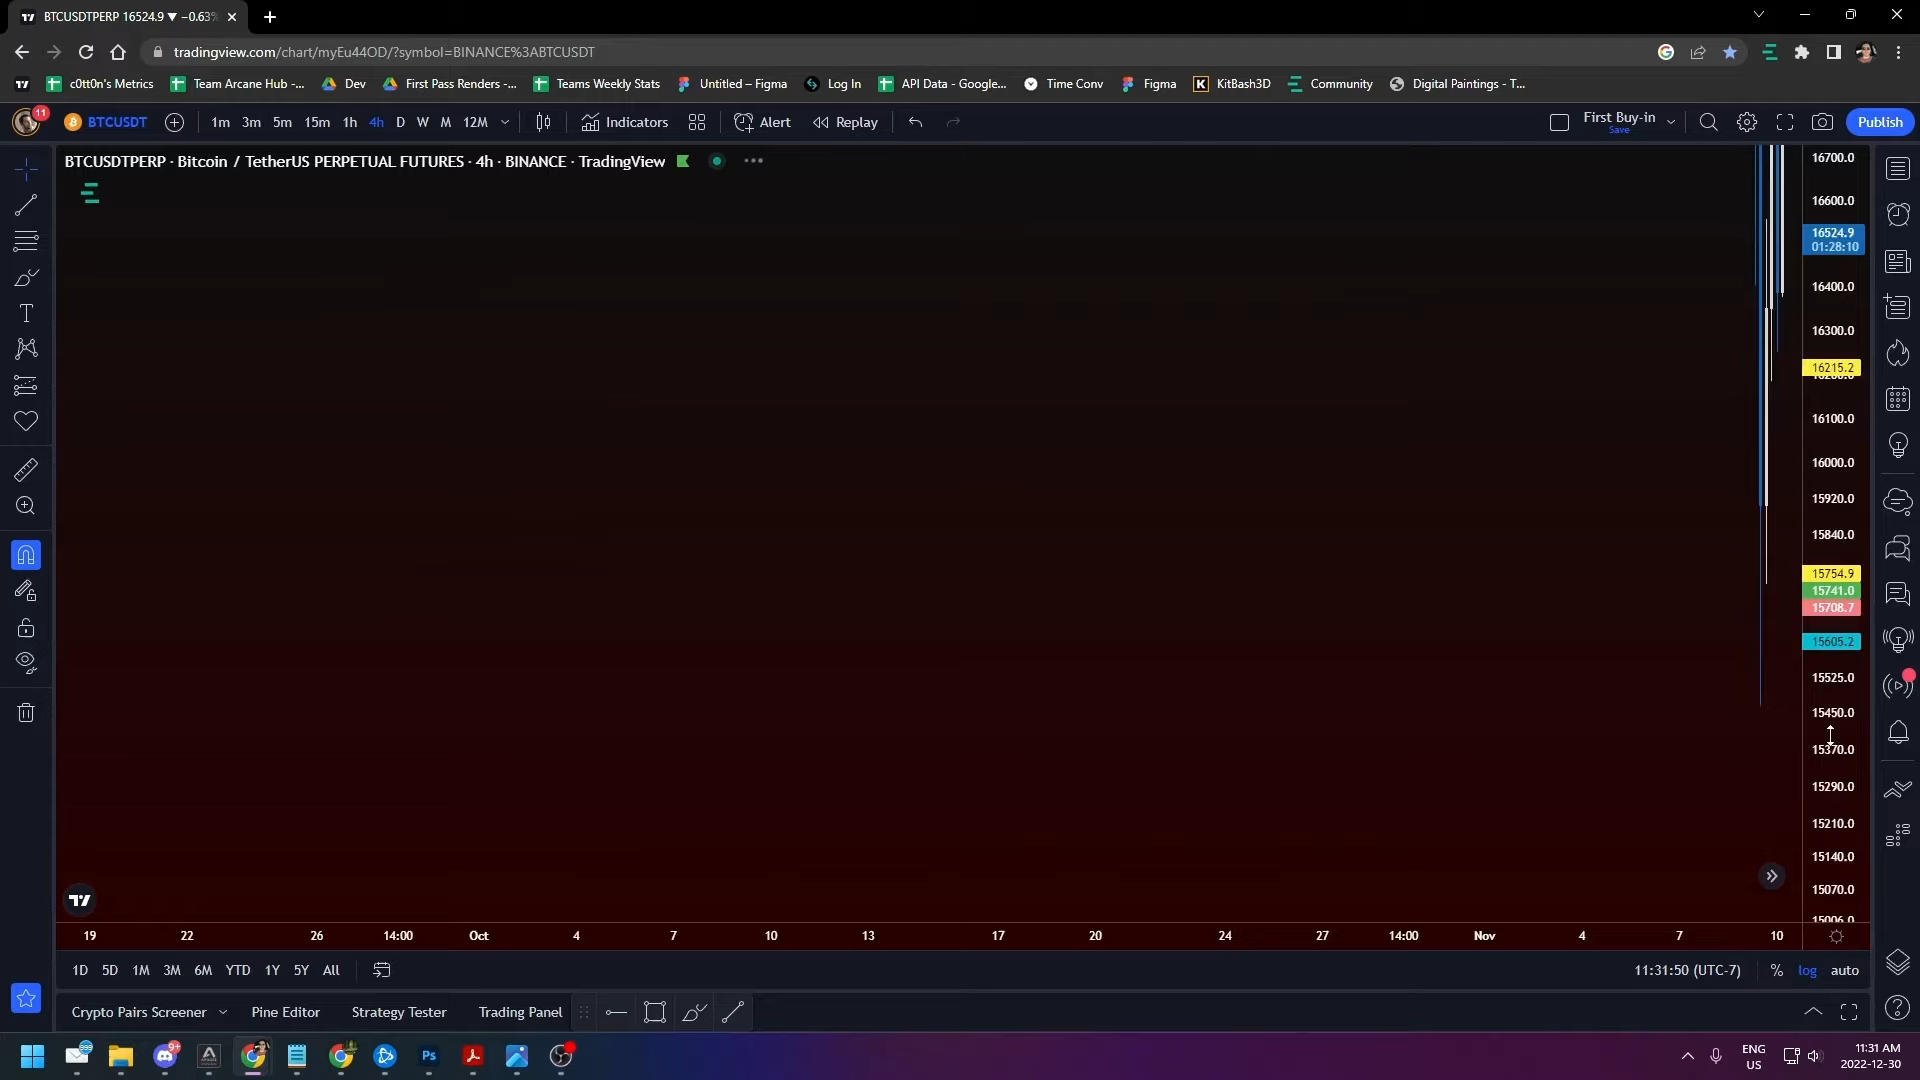 BTCUSDTPERP 16524.9 ▼ −0.63%
tradingview.com/chart/myEu44OD/?symbol=BINANCE%3ABTCUSDT
c0tt0n's Metrics
Team Arcane Hub -...
Dev
First Pass Renders -...
Teams Weekly Stats
Untitled – Figma
Log In
API Data - Google...
Time Conv
Figma
KitBash3D
Community
Digital Paintings - T...
11
BTCUSDT
1m 3m 5m 15m 1h 4h D W M 12M
Indicators
Alert
Replay
First Buy-in
Save
Publish
BTCUSDTPERP · Bitcoin / TetherUS PERPETUAL FUTURES · 4h · BINANCE · TradingView
16700.0
16600.0
16524.9
01:28:10
16400.0
16300.0
16215.2
16100.0
16000.0
15920.0
15840.0
15754.9
15741.0
15708.7
15605.2
15525.0
15450.0
15370.0
15290.0
15210.0
15140.0
15070.0
15006.0
19 22 26 14:00 Oct 4 7 10 13 17 20 24 27 14:00 Nov 4 7 10
1D 5D 1M 3M 6M YTD 1Y 5Y All
11:31:50 (UTC-7) % log auto
Crypto Pairs Screener
Pine Editor
Strategy Tester
Trading Panel
9+
Ps
ENG
US
11:31 AM
2022-12-30